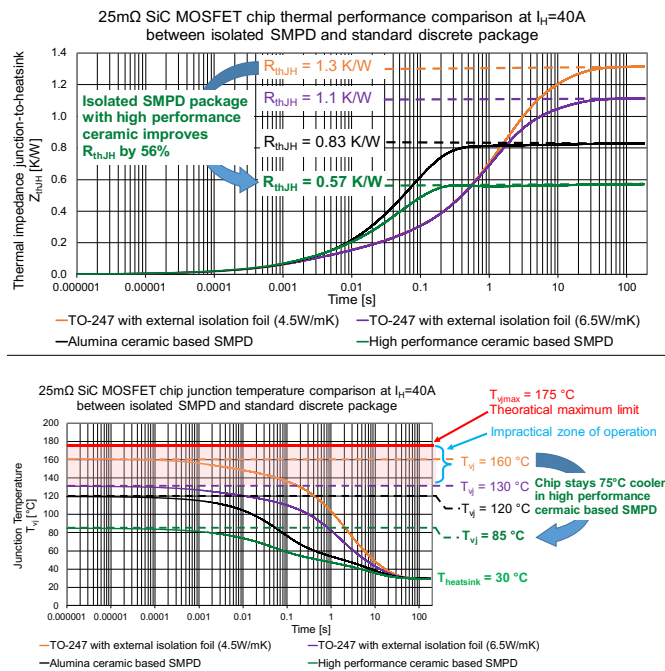 25mΩ SiC MOSFET chip thermal performance comparison at IH=40A
between isolated SMPD and standard discrete package
Thermal impedance junction-to-heatsink
ZthJH [K/W]
1.4
1.2
1.0
0.8
0.6
0.4
0.2
0.0
Isolated SMPD package
with high performance
ceramic improves
RthJH by 56%
RthJH = 1.3 K/W
RthJH = 1.1 K/W
RthJH = 0.83 K/W
RthJH = 0.57 K/W
0.000001 0.00001 0.0001 0.001 0.01 0.1 1 10 100
Time [s]
TO-247 with external isolation foil (4.5W/mK) TO-247 with external isolation foil (6.5W/mK)
Alumina ceramic based SMPD High performance ceramic SMPD
25mΩ SiC MOSFET chip junction temperature comparison at IH=40A
between isolated SMPD and standard discrete package
Junction Temperature
Tvj [°C]
200
180
160
140
120
100
80
60
40
20
0
Tvjmax = 175 °C
Theoratical maximum limit
Impractical zone of operation
Tvj = 160 °C
Tvj = 130 °C
Tvj = 120 °C
Tvj = 85 °C
Theatsink = 30 °C
Chip stays 75°C cooler
in high performance
cermaic based SMPD
0.000001 0.00001 0.0001 0.001 0.01 0.1 1 10 100
Time [s]
TO-247 with external isolation foil (4.5W/mK) TO-247 with external isolation foil (6.5W/mK)
Alumina ceramic based SMPD High performance ceramic based SMPD